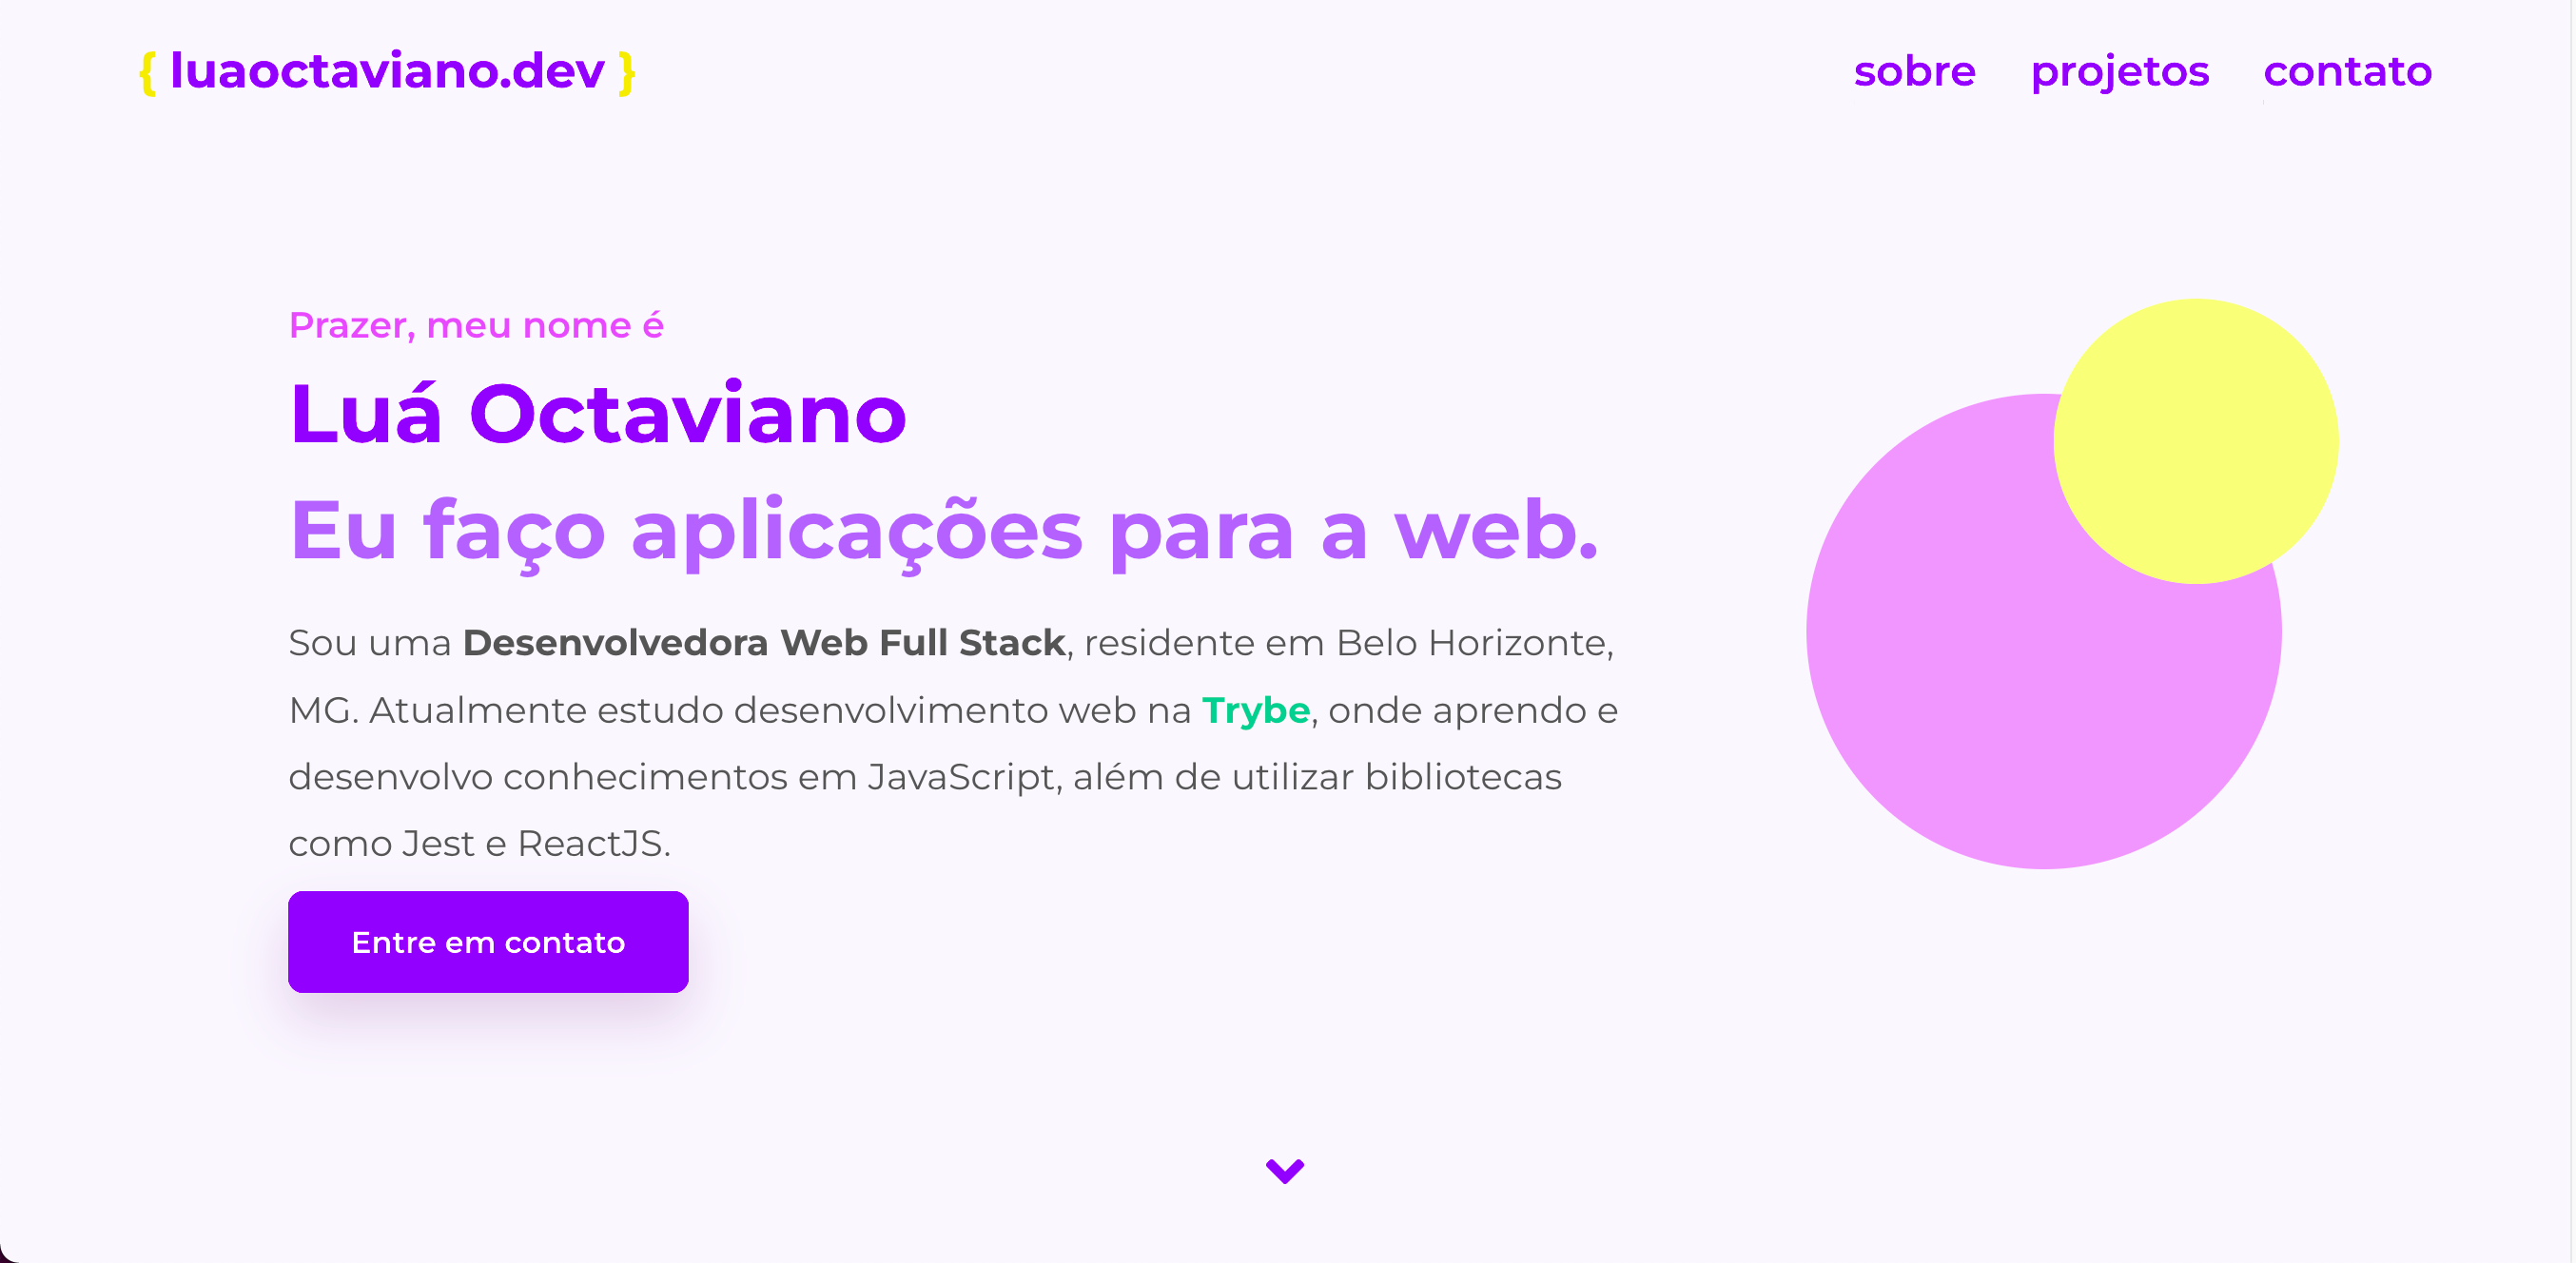 { luaoctaviano.dev }
sobre projetos contato
Prazer, meu nome é
Luá Octaviano
Eu faço aplicações para a web.
Sou uma Desenvolvedora Web Full Stack, residente em Belo Horizonte,
MG. Atualmente estudo desenvolvimento web na Trybe, onde aprendo e
desenvolvo conhecimentos em JavaScript, além de utilizar bibliotecas
como Jest e ReactJS.
Entre em contato